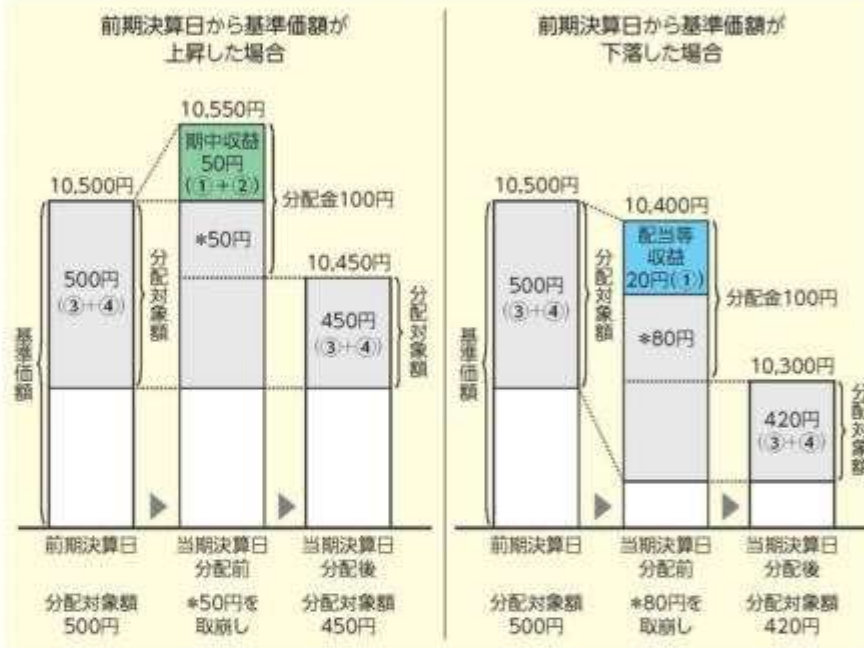 前期決算日から基準価額が
上昇した場合
10,500円
10,550円
期中収益
50円
(①+②)
*50円
分配金100円
10,450円
500円
(③+④)
分配対象額
450円
(③+④)
分配対象額
基準価額
前期決算日
当期決算日
分配前
当期決算日
分配後
分配対象額
500円
*50円を
取崩し
分配対象額
450円
前期決算日から基準価額が
下落した場合
10,500円
10,400円
配当等
収益
20円(①)
*80円
分配金100円
10,300円
500円
(③+④)
分配対象額
420円
(③+④)
分配対象額
基準価額
前期決算日
当期決算日
分配前
当期決算日
分配後
分配対象額
500円
*80円を
取崩し
分配対象額
420円